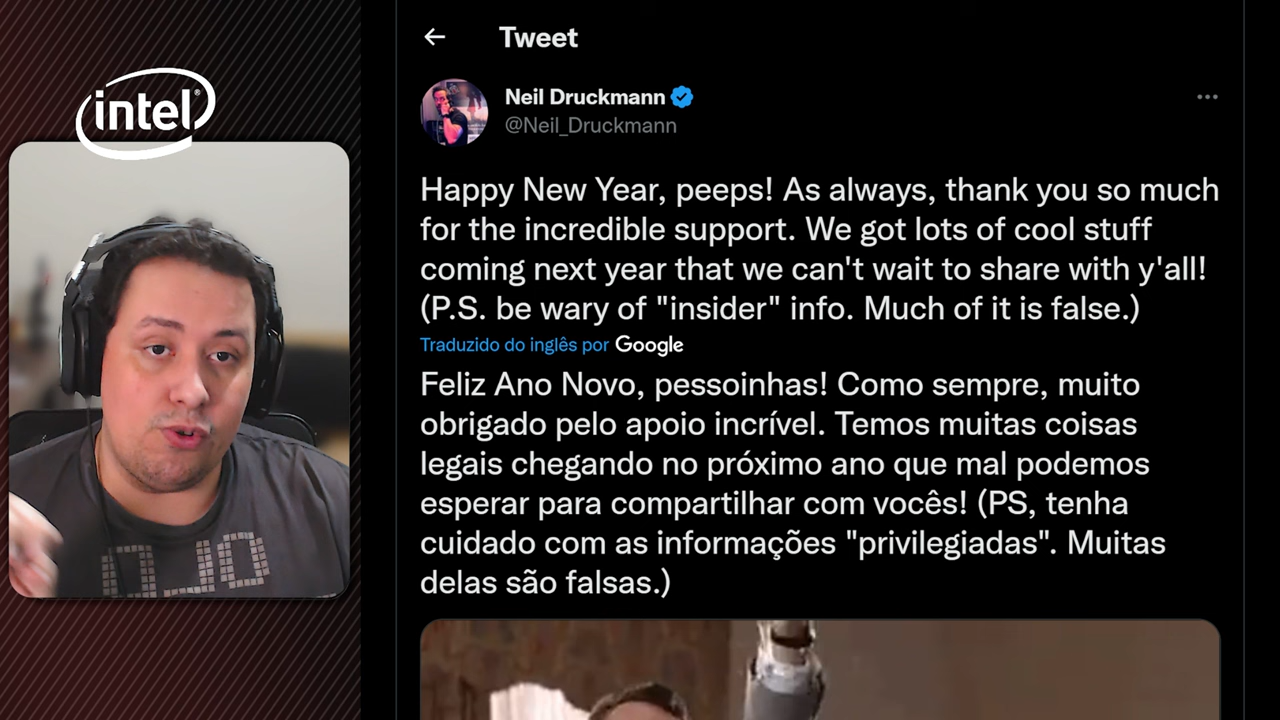 intel®
Tweet
Neil Druckmann
@Neil_Druckmann
Happy New Year, peeps! As always, thank you so much
for the incredible support. We got lots of cool stuff
coming next year that we can't wait to share with y'all!
(P.S. be wary of "insider" info. Much of it is false.)
Traduzido do inglês por Google
Feliz Ano Novo, pessoinhas! Como sempre, muito
obrigado pelo apoio incrível. Temos muitas coisas
legais chegando no próximo ano que mal podemos
esperar para compartilhar com vocês! (PS, tenha
cuidado com as informações "privilegiadas". Muitas
delas são falsas.)